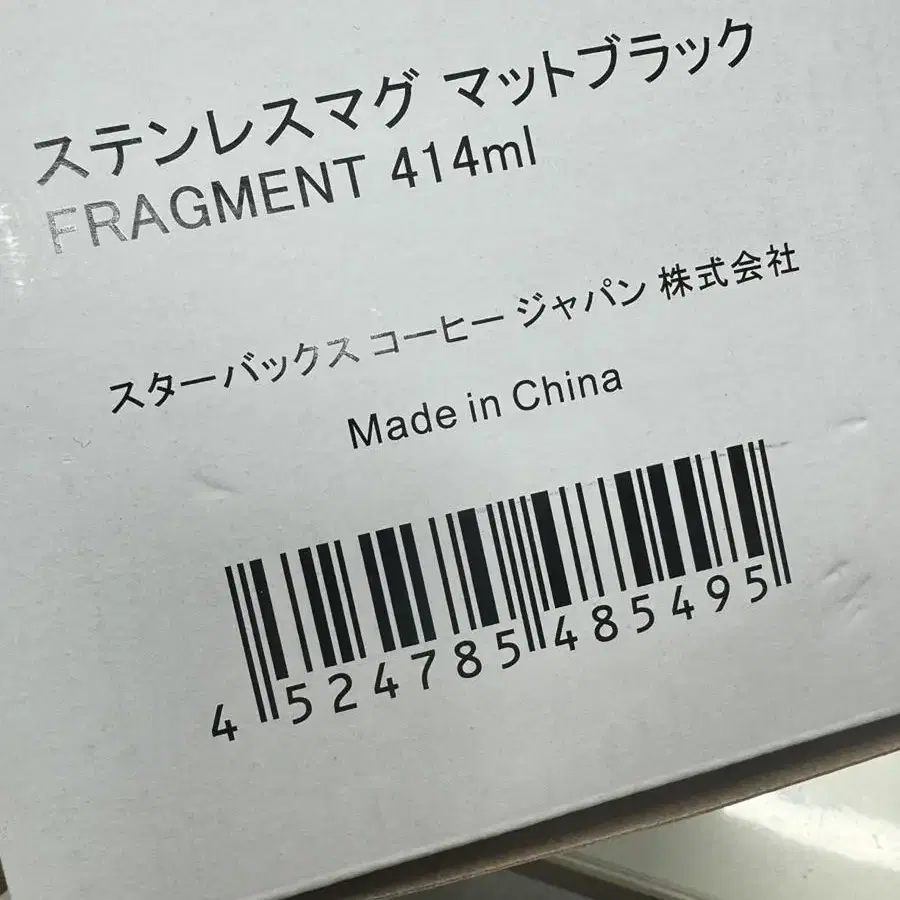 ステンレスマグ マットブラック
FRAGMENT 414ml
スターバックス コーヒー ジャパン 株式会社
Made in China
4 524785 485495